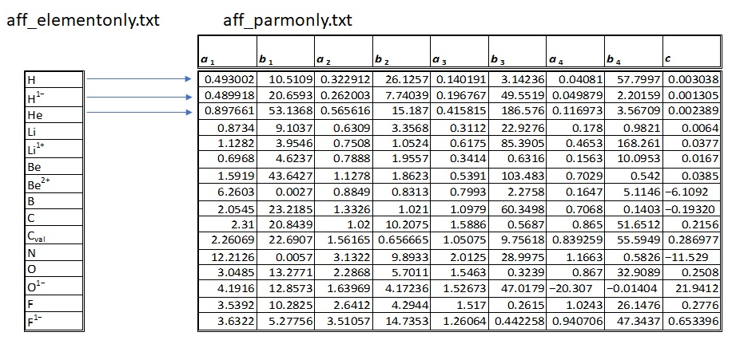 aff_elementonly.txt aff_parmonly.txt
a 1 b 1 a 2 b 2 a 3 b 3 a 4 b 4 c
H 0.493002 10.5109 0.322912 26.1257 0.140191 3.14236 0.04081 57.7997 0.003038
H1− 0.489918 20.6593 0.262003 7.74039 0.196767 49.5519 0.049879 2.20159 0.001305
He 0.897661 53.1368 0.565616 15.187 0.415815 186.576 0.116973 3.56709 0.002389
Li 0.8734 9.1037 0.6309 3.3568 0.3112 22.9276 0.178 0.9821 0.0064
Li1+ 1.1282 3.9546 0.7508 1.0524 0.6175 85.3905 0.4653 168.261 0.0377
Be 0.6968 4.6237 0.7888 1.9557 0.3414 0.6316 0.1563 10.0953 0.0167
Be2+ 1.5919 43.6427 1.1278 1.8623 0.5391 103.483 0.7029 0.542 0.0385
B 6.2603 0.0027 0.8849 0.8313 0.7993 2.2758 0.1647 5.1146 −6.1092
C 2.0545 23.2185 1.3326 1.021 1.0979 60.3498 0.7068 0.1403 −0.19320
Cval 2.31 20.8439 1.02 10.2075 1.5886 0.5687 0.865 51.6512 0.2156
N 2.26069 22.6907 1.56165 0.656665 1.05075 9.75618 0.839259 55.5949 0.286977
O 12.2126 0.0057 3.1322 9.8933 2.0125 28.9975 1.1663 0.5826 −11.529
O1− 3.0485 13.2771 2.2868 5.7011 1.5463 0.3239 0.867 32.9089 0.2508
F 4.1916 12.8573 1.63969 4.17236 1.52673 47.0179 −20.307 −0.01404 21.9412
F1− 3.5392 10.2825 2.6412 4.2944 1.517 0.2615 1.0243 26.1476 0.2776
3.6322 5.27756 3.51057 14.7353 1.26064 0.442258 0.940706 47.3437 0.653396